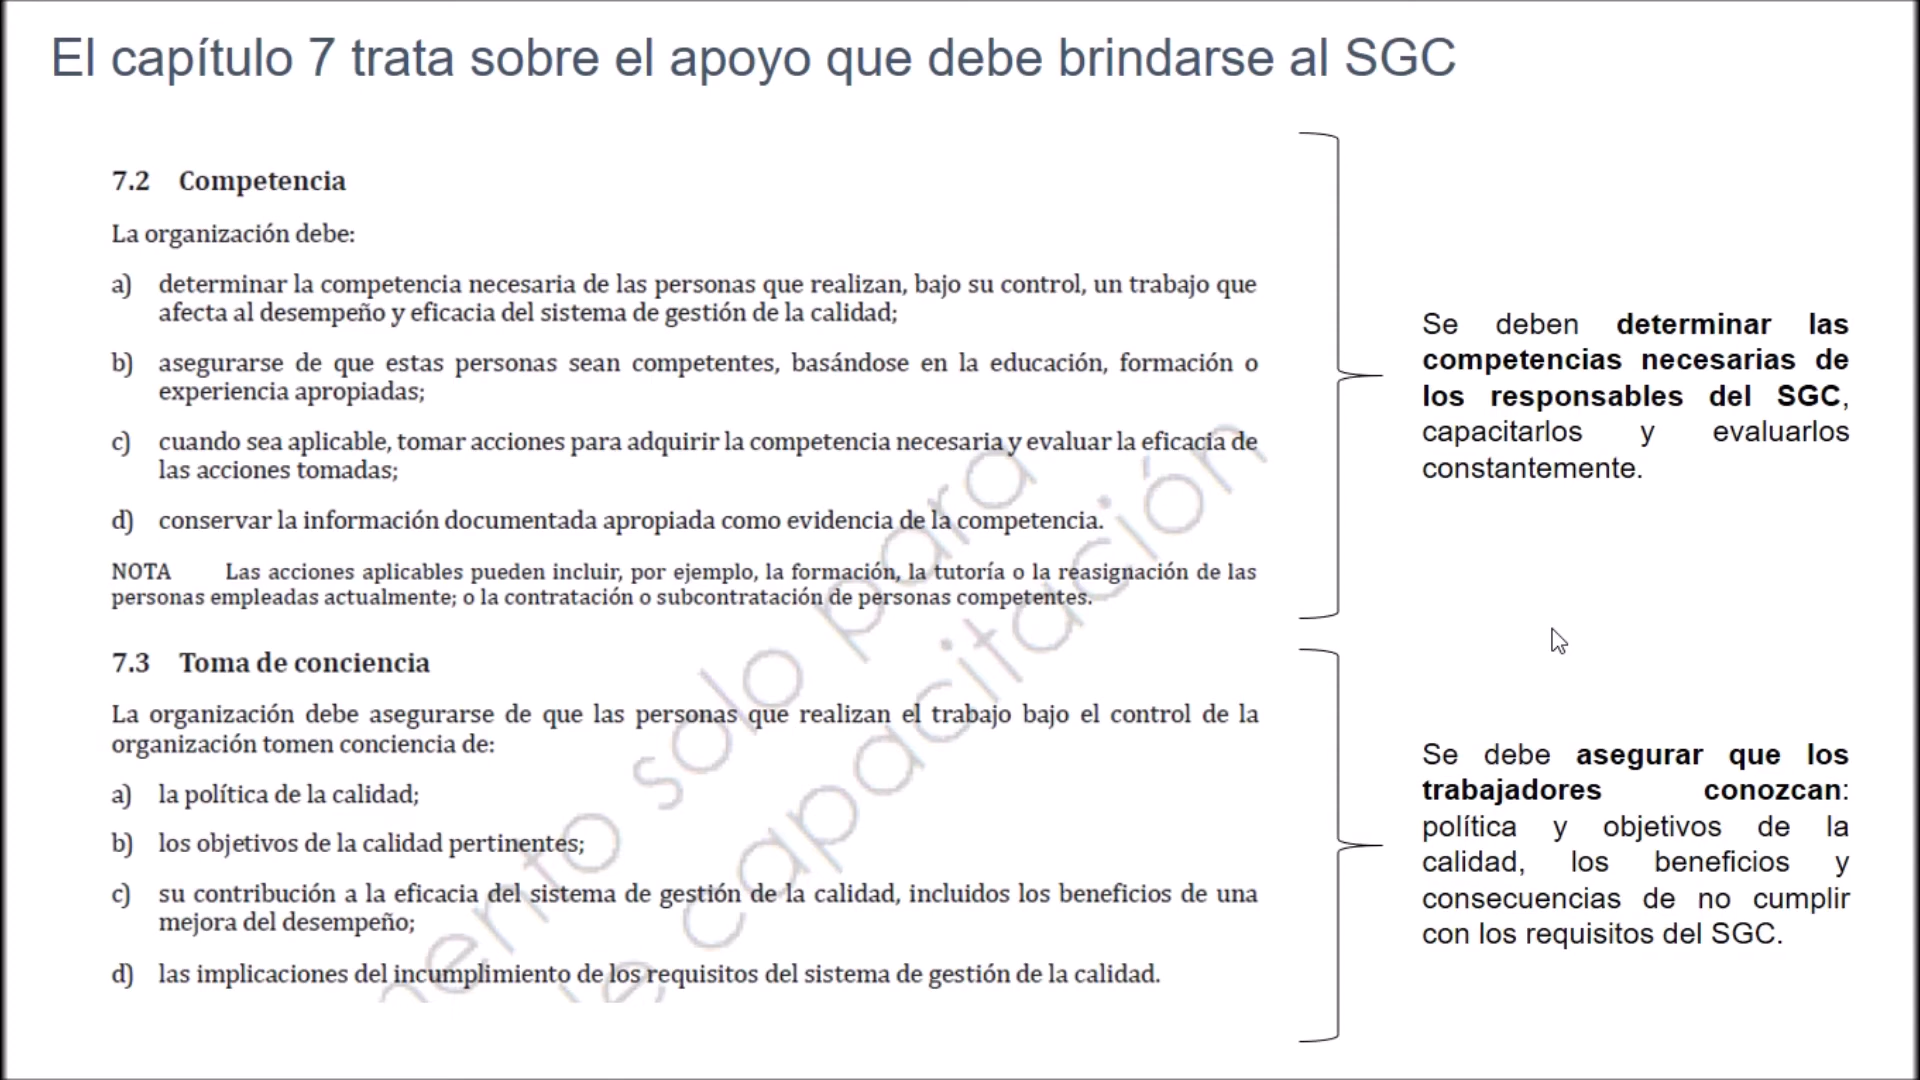 El capítulo 7 trata sobre el apoyo que debe brindarse al SGC
7.2 Competencia
La organización debe:
a) determinar la competencia necesaria de las personas que realizan, bajo su control, un trabajo que
afecta al desempeño y eficacia del sistema de gestión de la calidad;
b) asegurarse de que estas personas sean competentes, basándose en la educación, formación o
experiencia apropiadas;
c) cuando sea aplicable, tomar acciones para adquirir la competencia necesaria y evaluar la eficacia de
las acciones tomadas;
d) conservar la información documentada apropiada como evidencia de la competencia.
NOTA Las acciones aplicables pueden incluir, por ejemplo, la formación, la tutoría o la reasignación de las
personas empleadas actualmente; o la contratación o subcontratación de personas competentes.
7.3 Toma de conciencia
La organización debe asegurarse de que las personas que realizan el trabajo bajo el control de la
organización tomen conciencia de:
a) la política de la calidad;
b) los objetivos de la calidad pertinentes;
c) su contribución a la eficacia del sistema de gestión de la calidad, incluidos los beneficios de una
mejora del desempeño;
d) las implicaciones del incumplimiento de los requisitos del sistema de gestión de la calidad.
Se deben determinar las
competencias necesarias de
los responsables del SGC,
capacitarlos y evaluarlos
constantemente.
Se debe asegurar que los
trabajadores conozcan:
política y objetivos de la
calidad, los beneficios y
consecuencias de no cumplir
con los requisitos del SGC.
solo para
capacitación